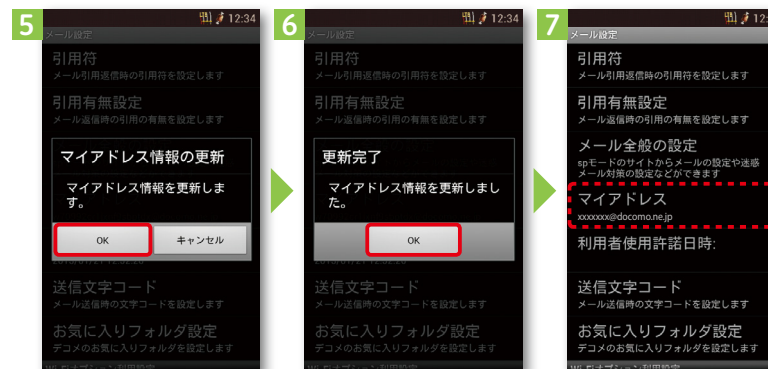 5
12:34
メール設定
引用符
メール引用返信時の引用符を設定します
引用有無設定
メール返信時の引用の有無を設定します
マイアドレス情報の更新
マイアドレス情報を更新しま
す。
OK
キャンセル
送信文字コード
メール送信時の文字コードを設定します
お気に入りフォルダ設定
デコメのお気に入りフォルダを設定します
6
12:34
メール設定
引用符
メール引用返信時の引用符を設定します
引用有無設定
メール返信時の引用の有無を設定します
更新完了
マイアドレス情報を更新しまし
た。
OK
送信文字コード
メール送信時の文字コードを設定します
お気に入りフォルダ設定
デコメのお気に入りフォルダを設定します
7
12:
メール設定
引用符
メール引用返信時の引用符を設定します
引用有無設定
メール返信時の引用の有無を設定します
メール全般の設定
spモードのサイトからメールの設定や迷惑
メール対策の設定などができます
マイアドレス
xxxxxxx@docomo.ne.jp
利用者使用許諾日時:
送信文字コード
メール送信時の文字コードを設定します
お気に入りフォルダ設定
デコメのお気に入りフォルダを設定します